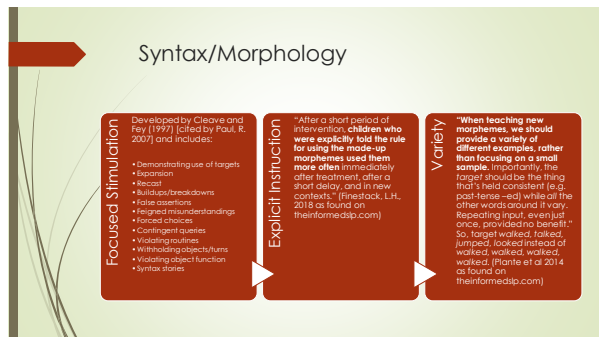 Syntax/Morphology
Focused Stimulation
Developed by Cleave and
Fey (1997) [cited by Paul, R.
2007] and includes:
• Demonstrating use of targets
• Expansion
• Recast
• Buildups/breakdowns
• False assertions
• Feigned misunderstandings
• Forced choices
• Contingent queries
• Violating routines
• Withholding objects/turns
• Violating object function
• Syntax stories
Explicit Instruction
“After a short period of
intervention, children who
were explicitly told the rule
for using the made-up
morphemes used them
more often immediately
after treatment, after a
short delay, and in new
contexts.” (Finestack, L.H.,
2018 as found on
theinformedslp.com)
Variety
“When teaching new
morphemes, we should
provide a variety of
different examples, rather
than focusing on a small
sample. Importantly, the
target should be the thing
that’s held consistent (e.g.
past-tense –ed) while all the
other words around it vary.
Repeating input, even just
once, provided no benefit.”
So, target walked, talked,
jumped, looked instead of
walked, walked, walked,
walked. (Plante et al 2014
as found on
theinformedslp.com)